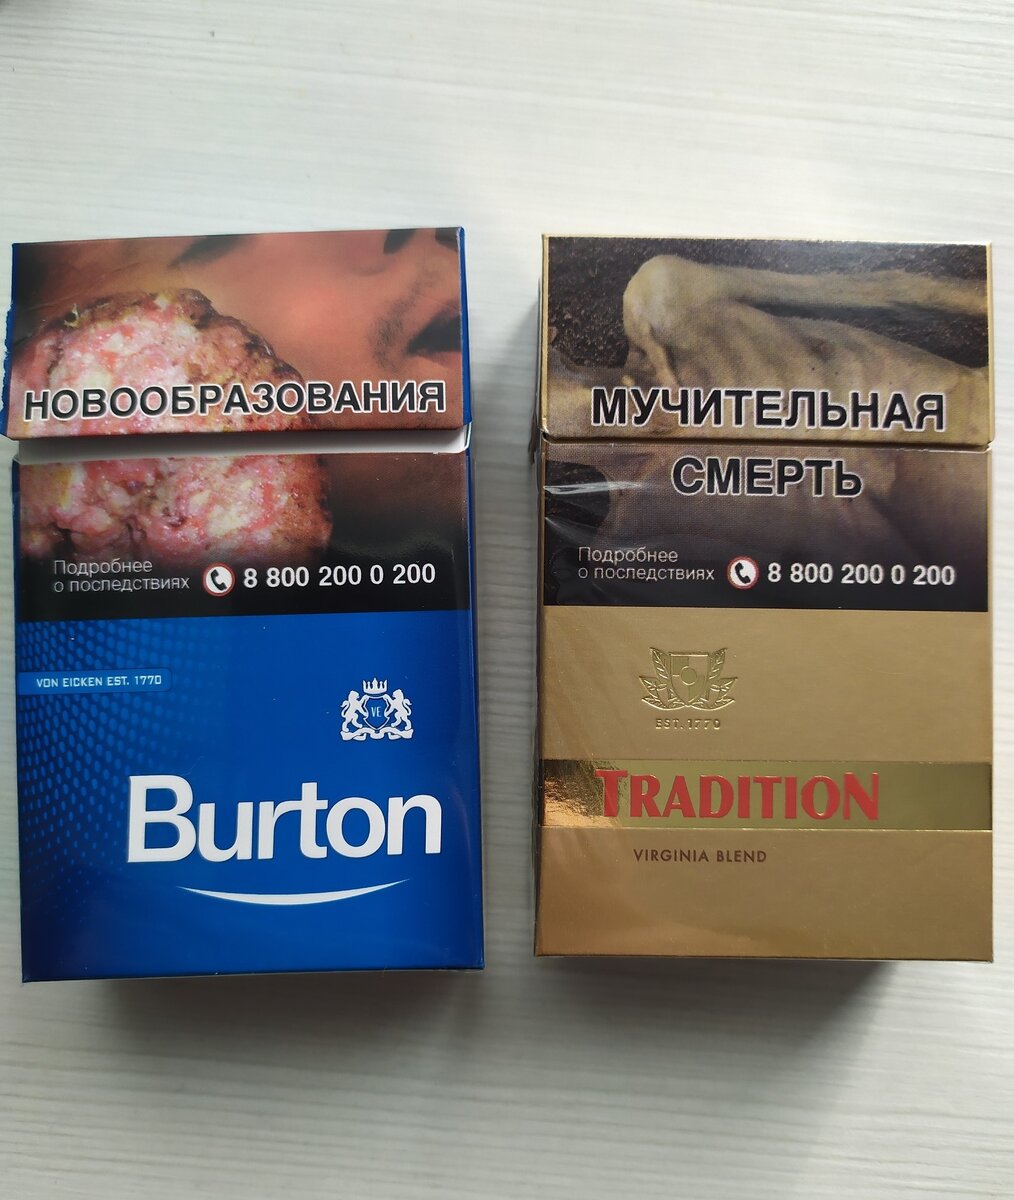 НОВООБРАЗОВАНИЯ
Подробнее
о последствиях
8 800 200 0 200
VON EICKEN EST. 1770
VE
Burton
МУЧИТЕЛЬНАЯ
СМЕРТЬ
Подробнее
о последствиях
8 800 200 0 200
EST. 1770
TRADITION
VIRGINIA BLEND